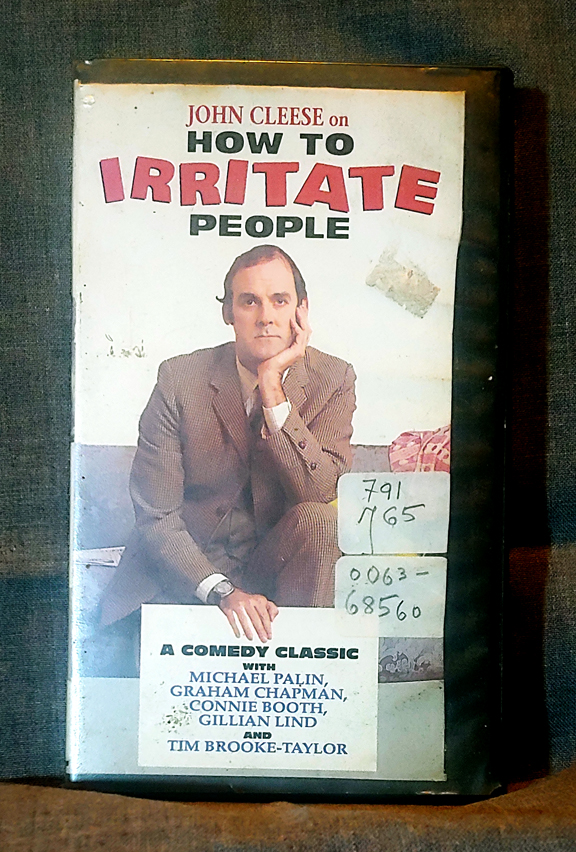 JOHN CLEESE on
HOW TO
IRRITATE
PEOPLE
791
765
0063-
68560
A COMEDY CLASSIC
WITH
MICHAEL PALIN,
GRAHAM CHAPMAN,
CONNIE BOOTH,
GILLIAN LIND
AND
TIM BROOKE-TAYLOR